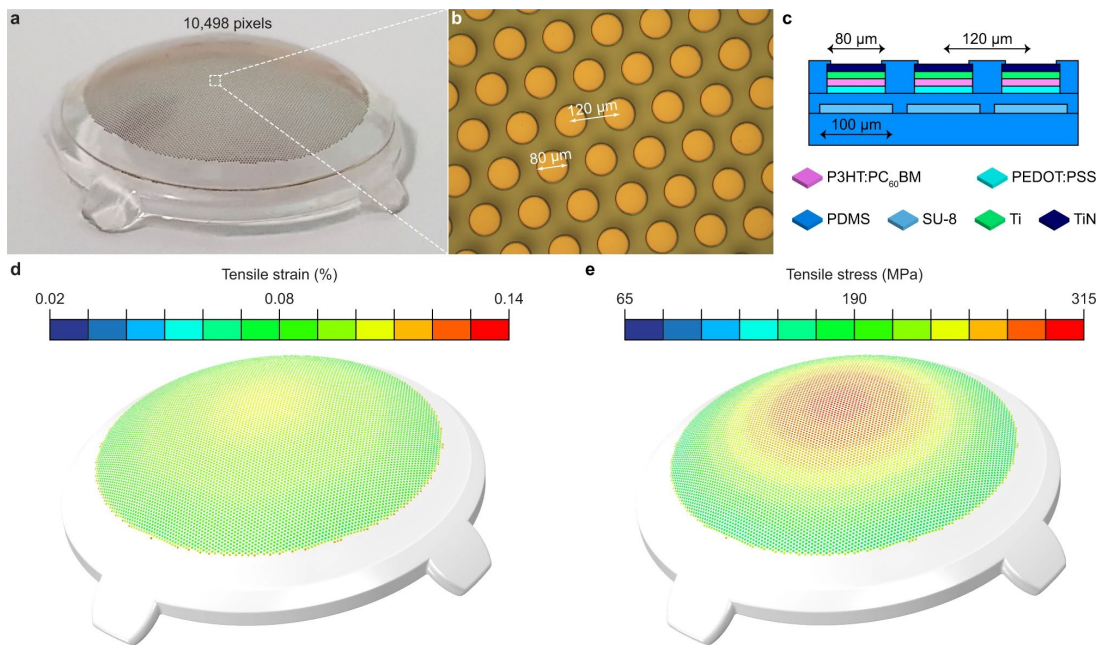 a
10,498 pixels
b
120 µm
80 µm
c
80 µm
120 µm
100 µm
P3HT:PC60BM
PEDOT:PSS
PDMS
SU-8
Ti
TiN
d
Tensile strain (%)
0.02
0.08
0.14
e
Tensile stress (MPa)
65
190
315